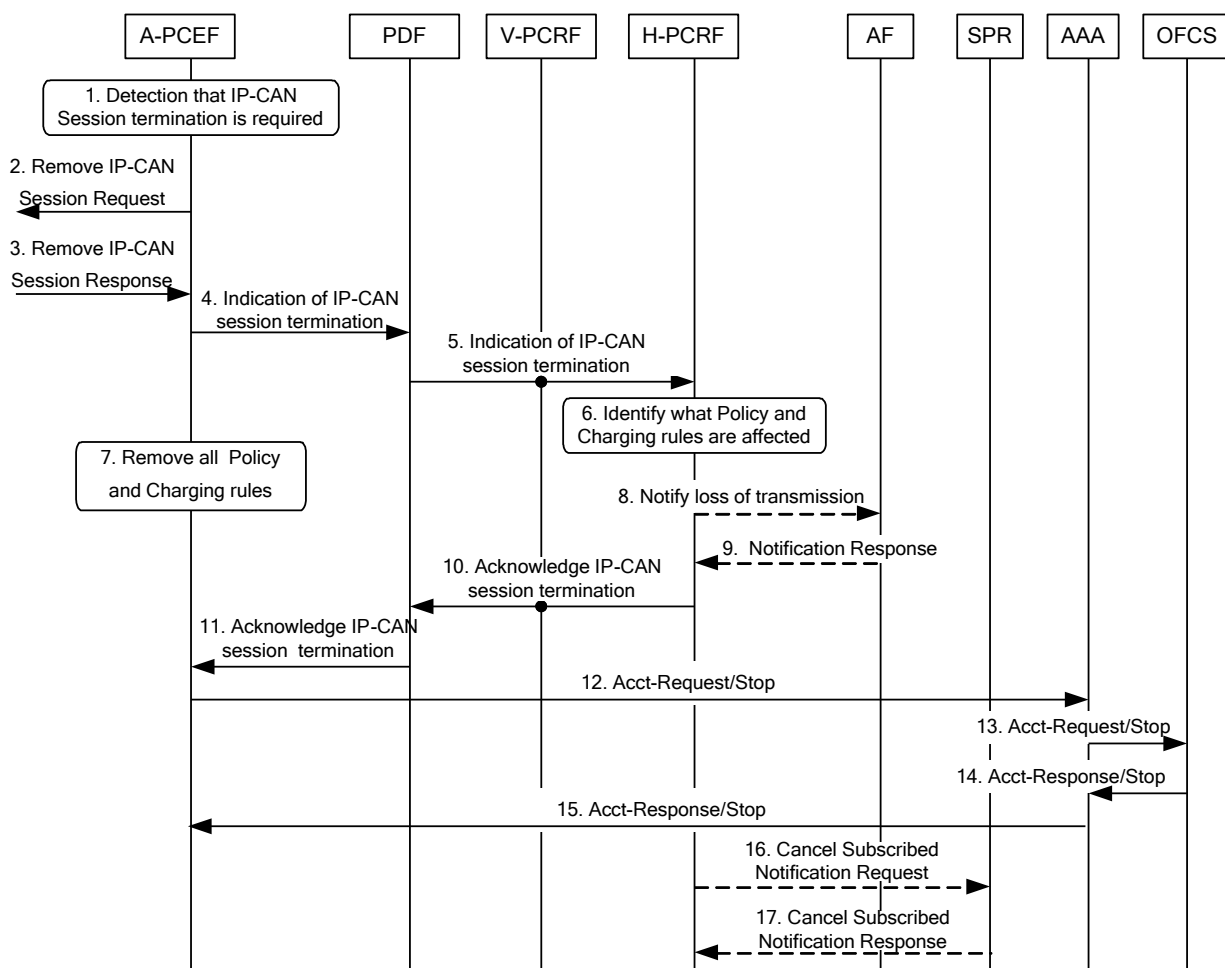 A-PCEF
PDF
V-PCRF
H-PCRF
AF
SPR
AAA
OFCS
1. Detection that IP-CAN
Session termination is required
2. Remove IP-CAN
Session Request
3. Remove IP-CAN
Session Response
4. Indication of IP-CAN
session termination
5. Indication of IP-CAN
session termination
6. Identify what Policy and
Charging rules are affected
7. Remove all Policy
and Charging rules
8. Notify loss of transmission
9. Notification Response
10. Acknowledge IP-CAN
session termination
11. Acknowledge IP-CAN
session termination
12. Acct-Request/Stop
13. Acct-Request/Stop
14. Acct-Response/Stop
15. Acct-Response/Stop
16. Cancel Subscribed
Notification Request
17. Cancel Subscribed
Notification Response